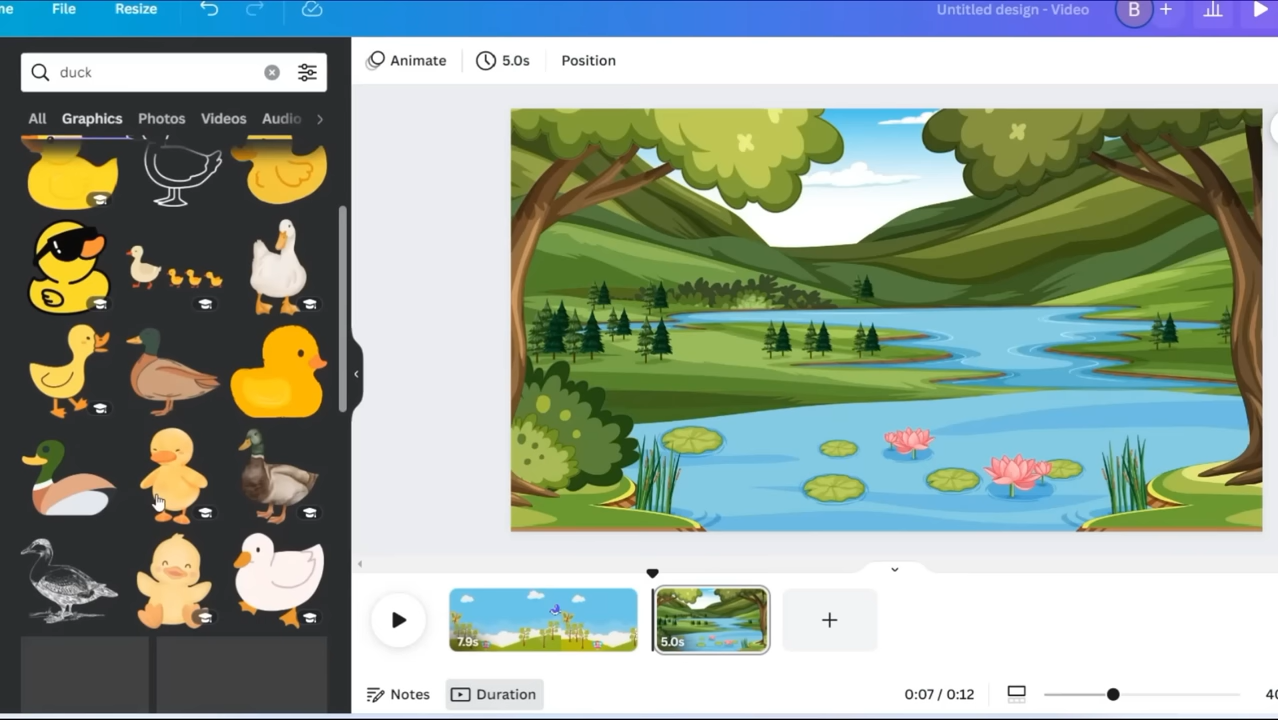 File
Resize
Untitled design - Video
B
duck
Animate
5.0s
Position
All
Graphics
Photos
Videos
Audio
7.9s
5.0s
Notes
Duration
0:07 / 0:12